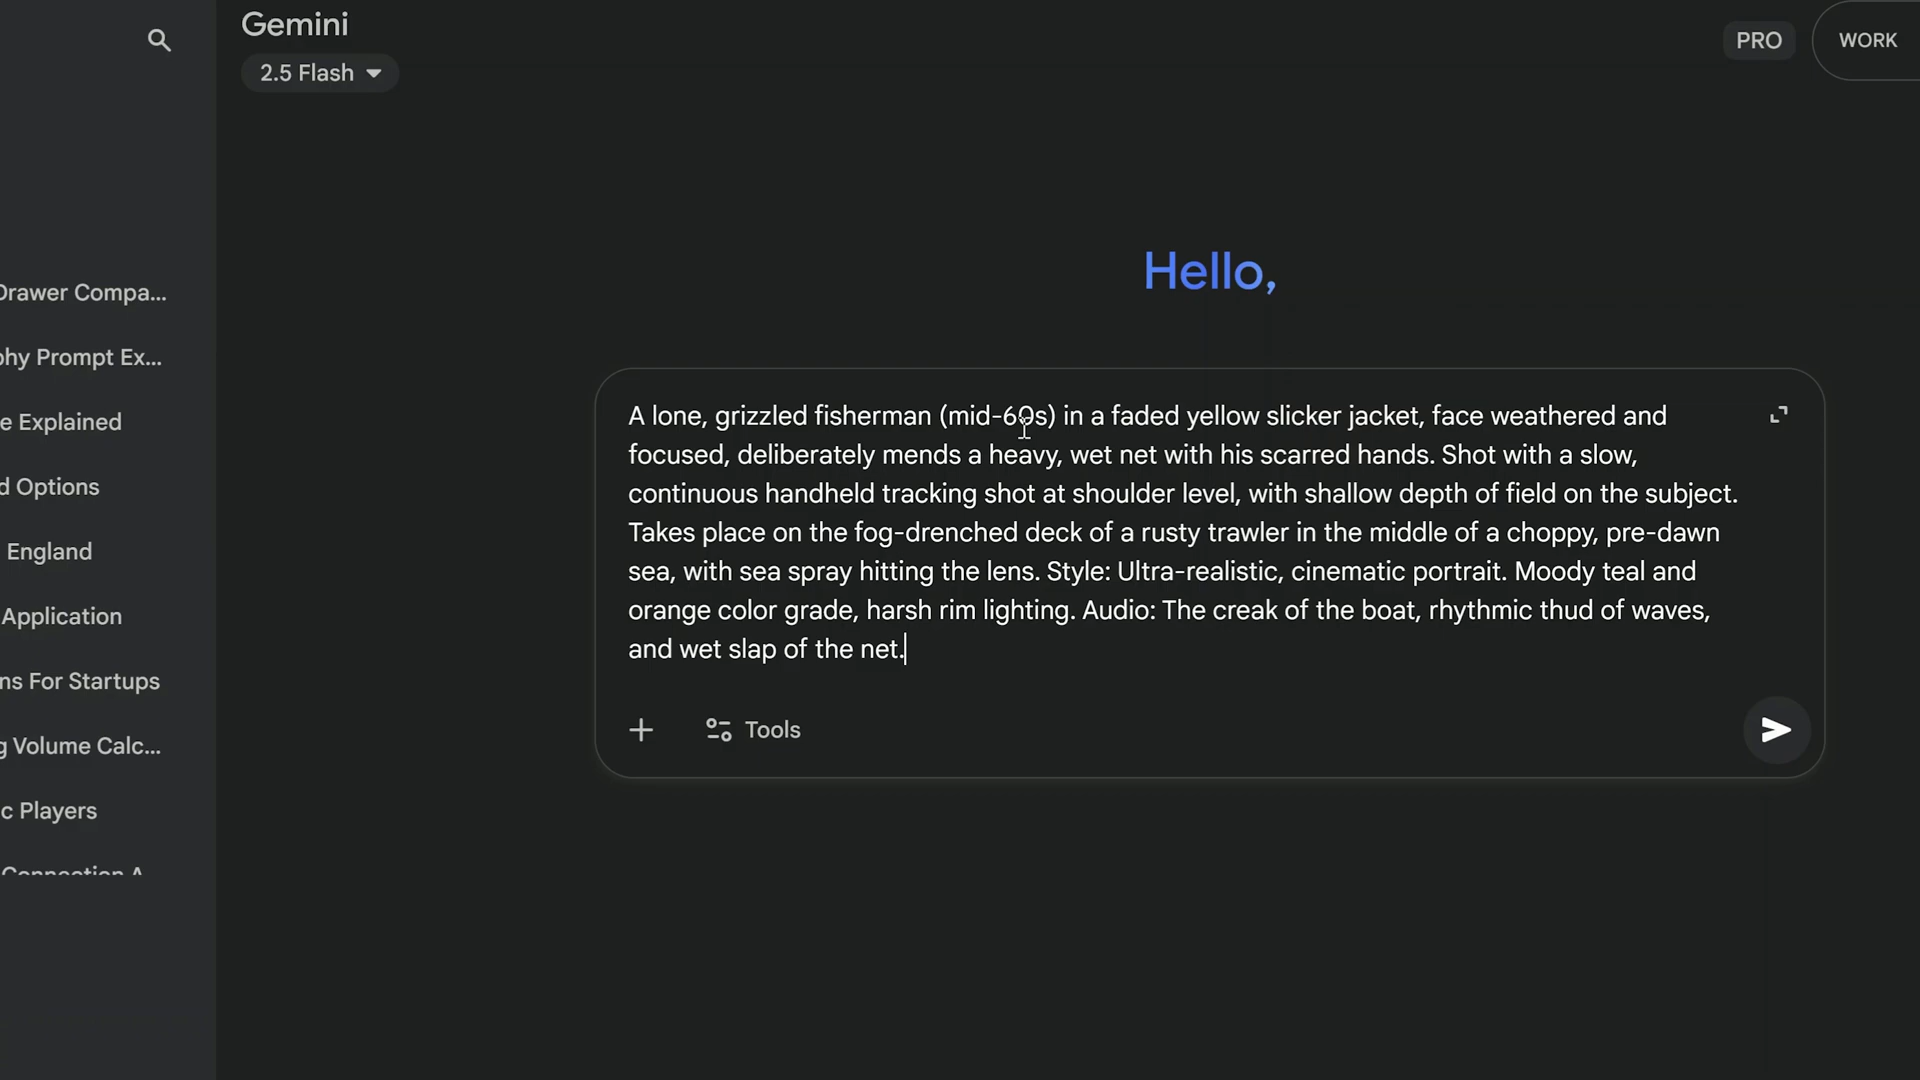 Gemini
2.5 Flash
PRO
WORK
Drawer Compa...
phy Prompt Ex...
e Explained
d Options
England
Application
ns For Startups
g Volume Calc...
c Players
Connection A
Hello,
A lone, grizzled fisherman (mid-60s) in a faded yellow slicker jacket, face weathered and
focused, deliberately mends a heavy, wet net with his scarred hands. Shot with a slow,
continuous handheld tracking shot at shoulder level, with shallow depth of field on the subject.
Takes place on the fog-drenched deck of a rusty trawler in the middle of a choppy, pre-dawn
sea, with sea spray hitting the lens. Style: Ultra-realistic, cinematic portrait. Moody teal and
orange color grade, harsh rim lighting. Audio: The creak of the boat, rhythmic thud of waves,
and wet slap of the net.
Tools